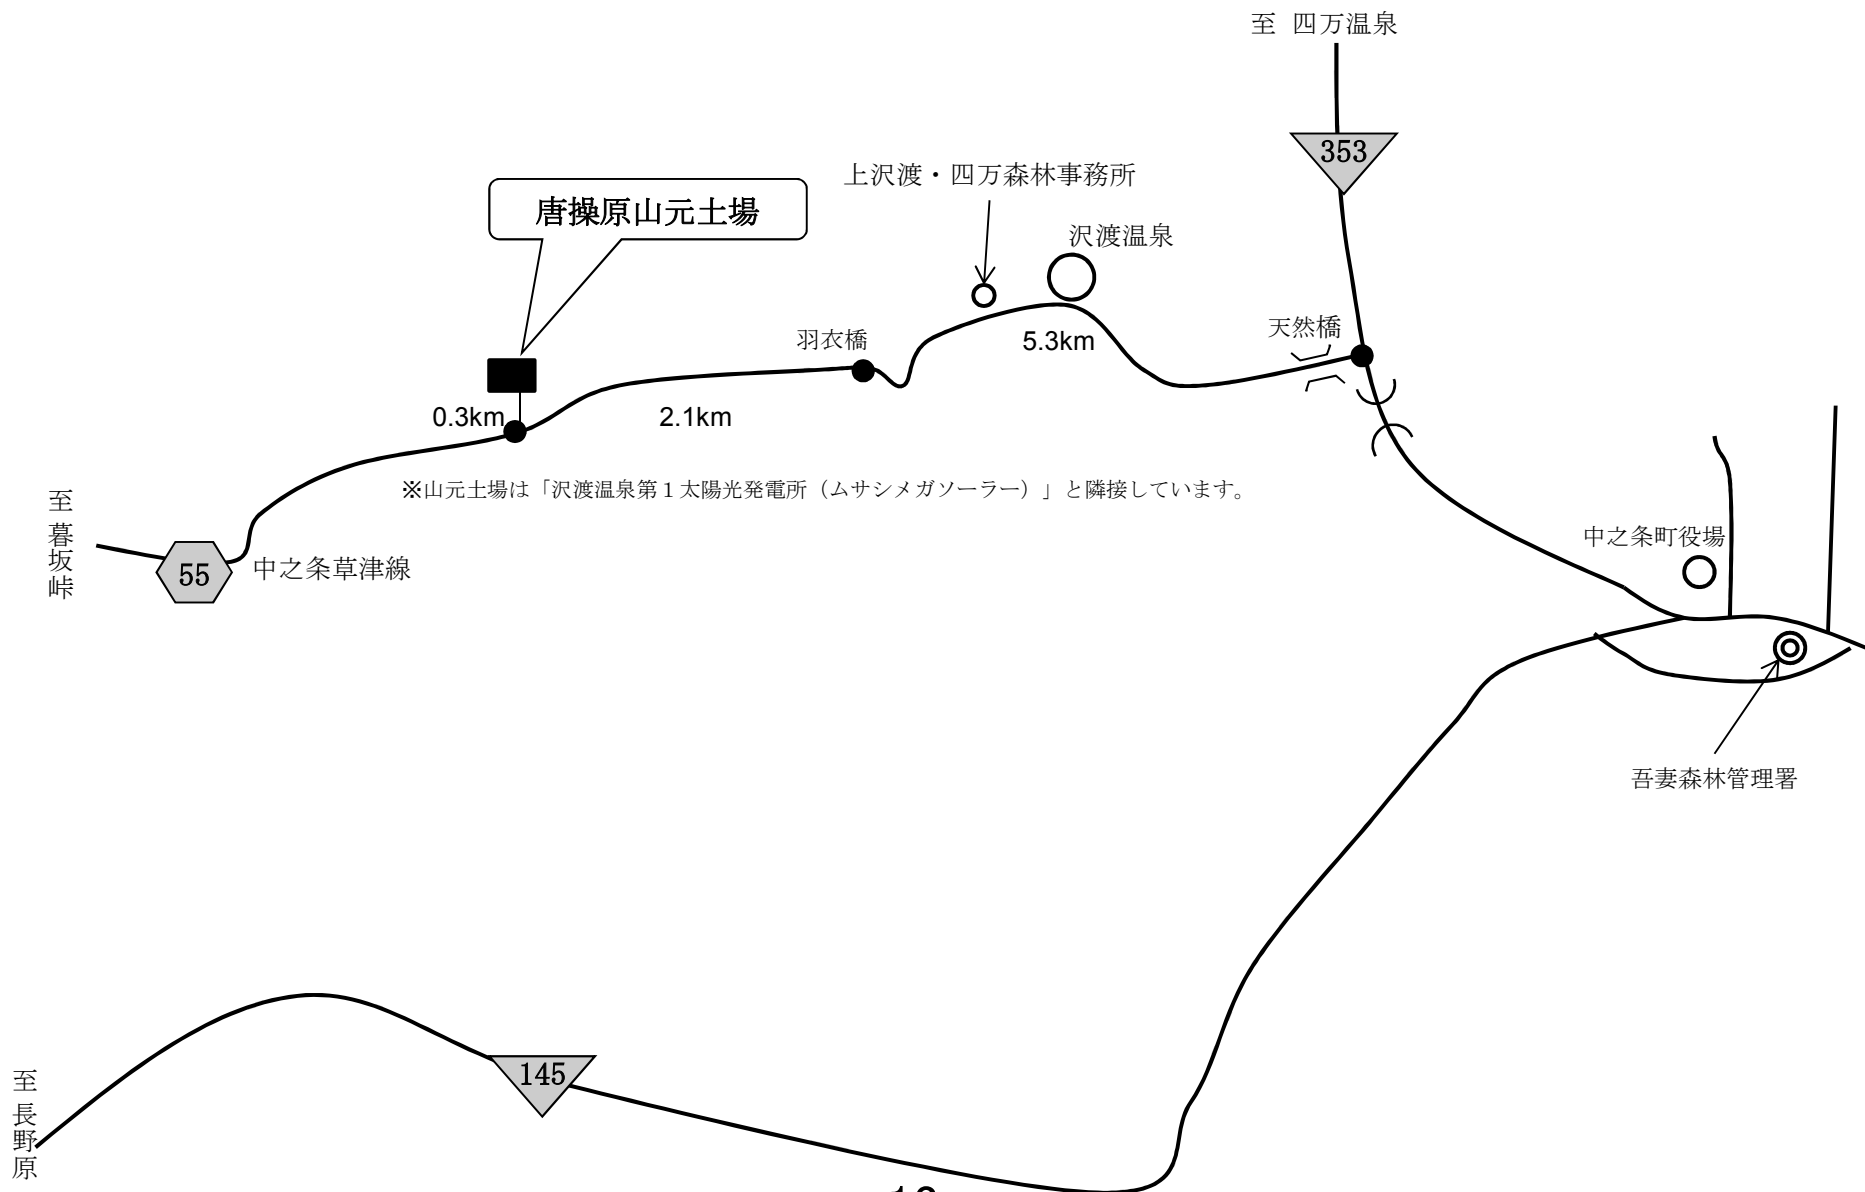 至 四万温泉
353
上沢渡・四万森林事務所
唐操原山元土場
沢渡温泉
天然橋
羽衣橋
5.3km
0.3km
2.1km
※山元土場は「沢渡温泉第１太陽光発電所（ムサシメガソーラー）」と隣接しています。
至 暮坂峠
中之条町役場
55
中之条草津線
吾妻森林管理署
145
至 長野原